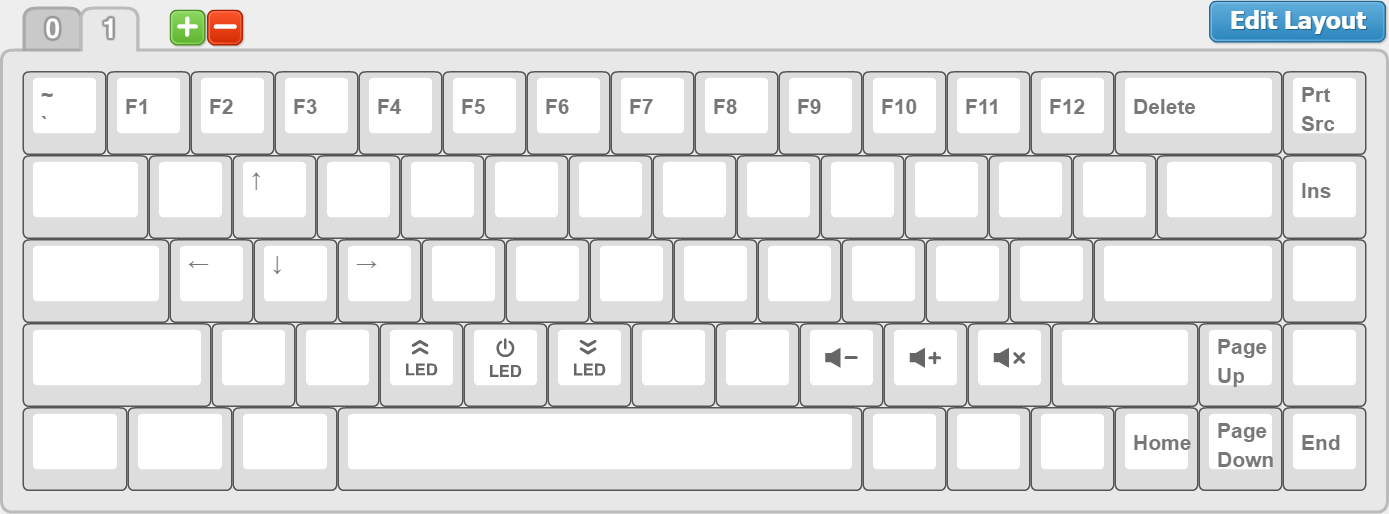 0
1
+
−
Edit Layout
~
`
F1
F2
F3
F4
F5
F6
F7
F8
F9
F10
F11
F12
Delete
Prt
Src
↑
Ins
←
↓
→
LED
LED
LED
−
+
×
Page
Up
Home
Page
Down
End